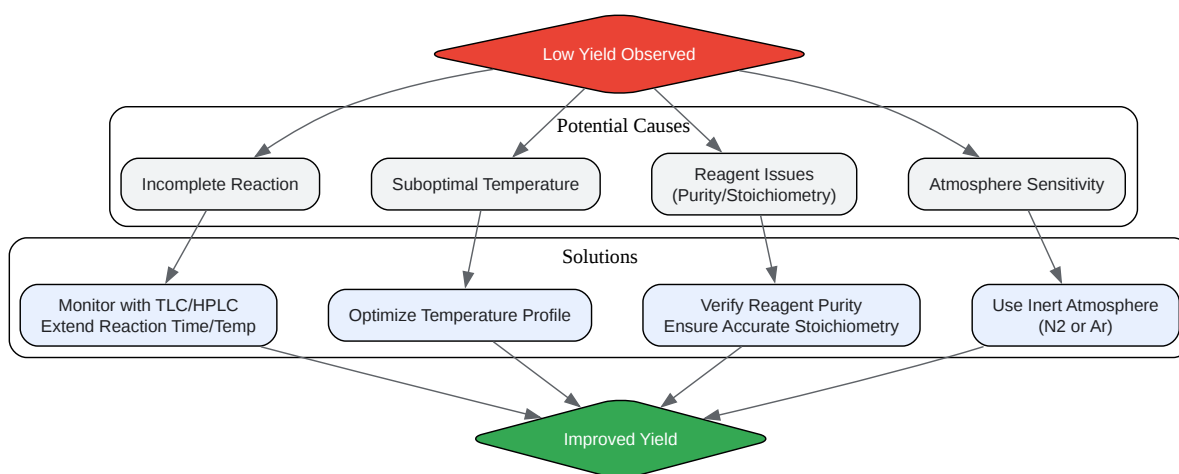 Low Yield Observed
Potential Causes
Incomplete Reaction
Suboptimal Temperature
Reagent Issues
(Purity/Stoichiometry)
Atmosphere Sensitivity
Solutions
Monitor with TLC/HPLC
Extend Reaction Time/Temp
Optimize Temperature Profile
Verify Reagent Purity
Ensure Accurate Stoichiometry
Use Inert Atmosphere
(N2 or Ar)
Improved Yield